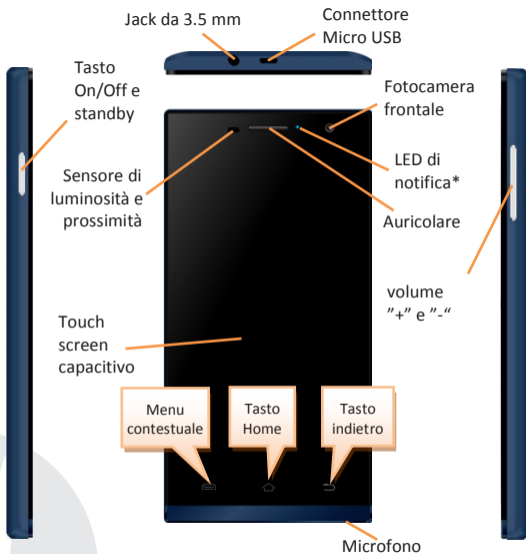 Jack da 3.5 mm
Connettore
Micro USB
Tasto
On/Off e
standby
Fotocamera
frontale
Sensore di
luminosità e
prossimità
LED di
notifica*
Auricolare
volume
”+” e ”-“
Touch
screen
capacitivo
Menu
contestuale
Tasto
Home
Tasto
indietro
Microfono